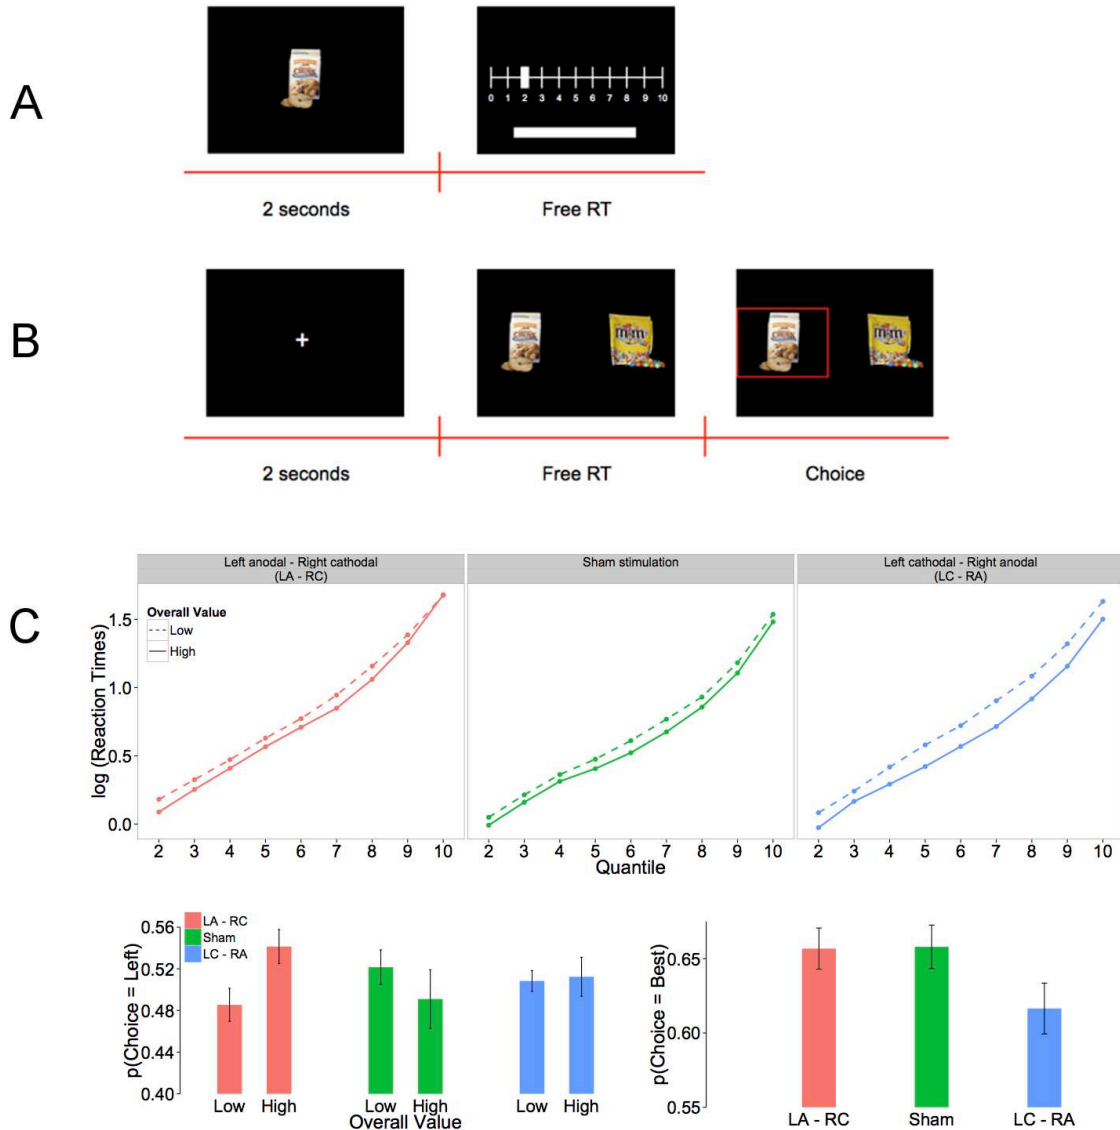 A
0 1 2 3 4 5 6 7 8 9 10
2 seconds
Free RT
B
+
m&m's
m&m's
2 seconds
Free RT
Choice
C
Left anodal - Right cathodal
(LA - RC)
Sham stimulation
Left cathodal - Right anodal
(LC - RA)
Overall Value
Low
High
log (Reaction Times)
1.5
1.0
0.5
0.0
2 3 4 5 6 7 8 9 10
2 3 4 5 6 7 8 9 10
2 3 4 5 6 7 8 9 10
Quantile
p(Choice = Left)
0.56
0.52
0.48
0.44
0.40
LA - RC
Sham
LC - RA
Low High
Low High
Low High
Overall Value
p(Choice = Best)
0.65
0.60
0.55
LA - RC
Sham
LC - RA